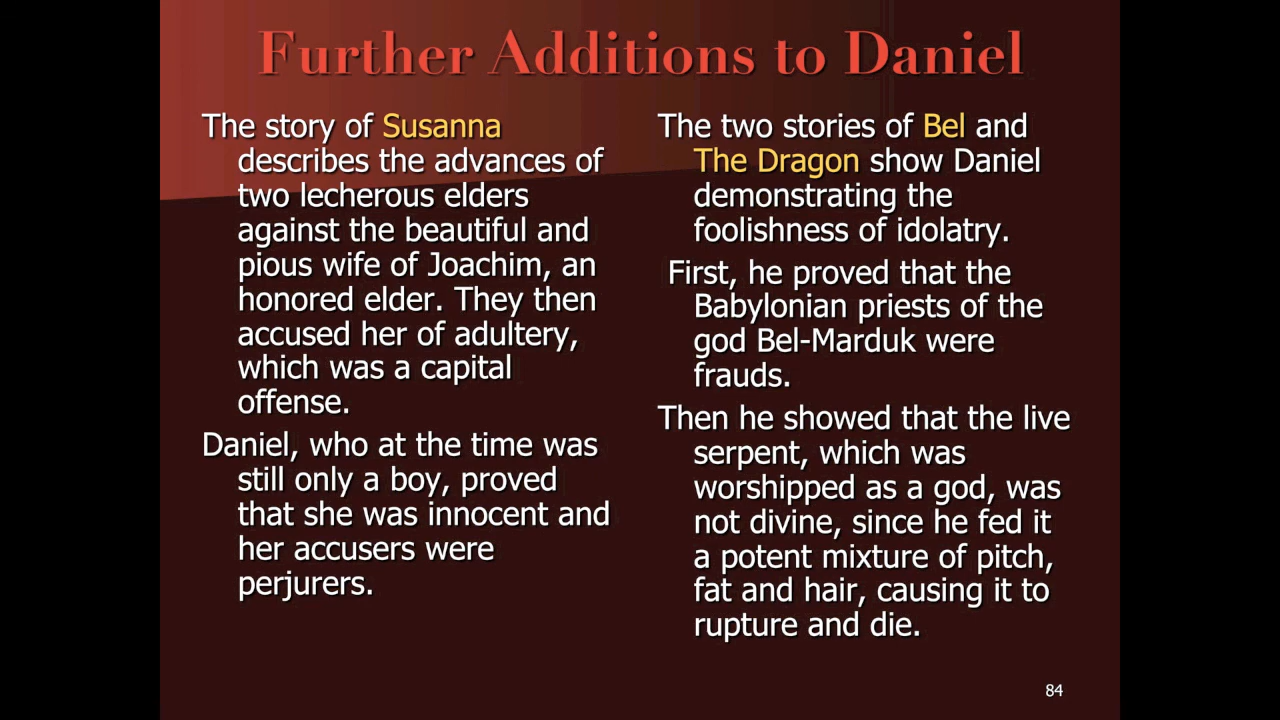 Further Additions to Daniel
The story of Susanna
describes the advances of
two lecherous elders
against the beautiful and
pious wife of Joachim, an
honored elder. They then
accused her of adultery,
which was a capital
offense.
Daniel, who at the time was
still only a boy, proved
that she was innocent and
her accusers were
perjurers.
The two stories of Bel and
The Dragon show Daniel
demonstrating the
foolishness of idolatry.
First, he proved that the
Babylonian priests of the
god Bel-Marduk were
frauds.
Then he showed that the live
serpent, which was
worshipped as a god, was
not divine, since he fed it
a potent mixture of pitch,
fat and hair, causing it to
rupture and die.
84